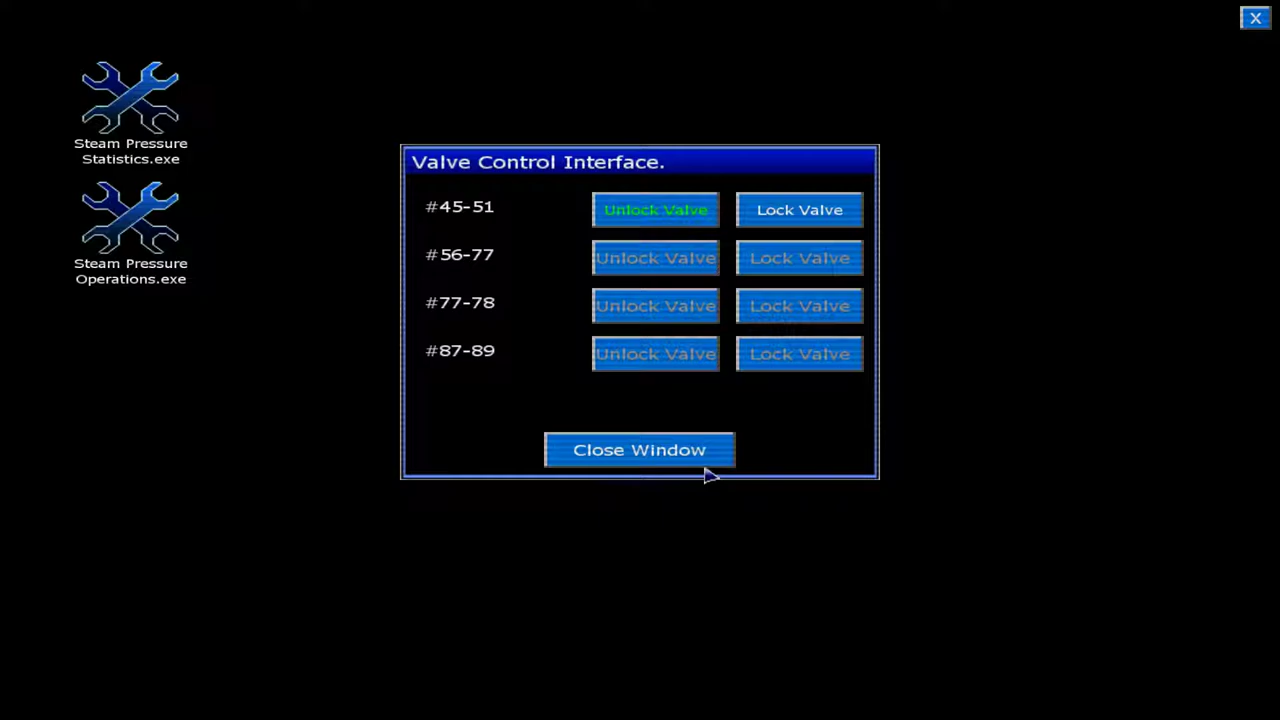 X
Steam Pressure
Statistics.exe
Steam Pressure
Operations.exe
Valve Control Interface.
#45-51 Unlock Valve Lock Valve
#56-77 Unlock Valve Lock Valve
#77-78 Unlock Valve Lock Valve
#87-89 Unlock Valve Lock Valve
Close Window